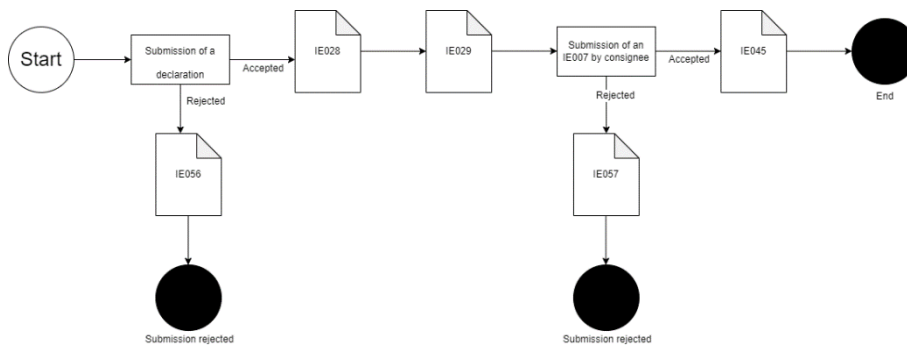 Start
Submission of a
declaration
Accepted
IE028
IE029
Submission of an
IE007 by consignee
Accepted
IE045
End
Rejected
IE056
Submission rejected
Rejected
IE057
Submission rejected